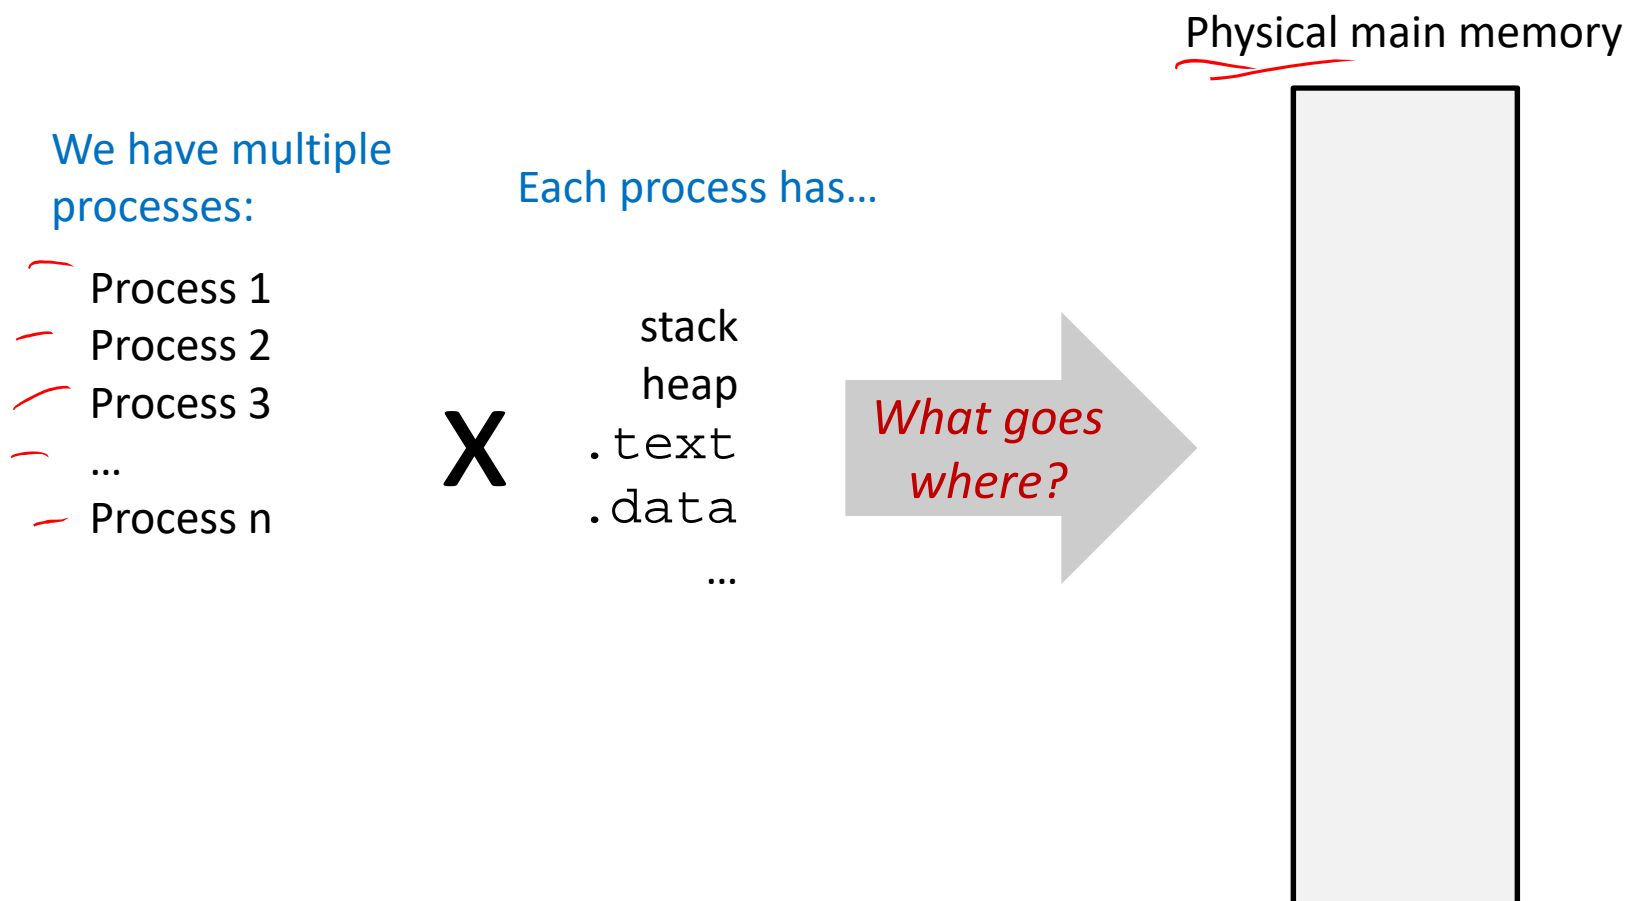 Physical main memory
We have multiple
processes:
Each process has…
Process 1
Process 2
Process 3
…
Process n
X
stack
heap
.text
.data
…
What goes
where?